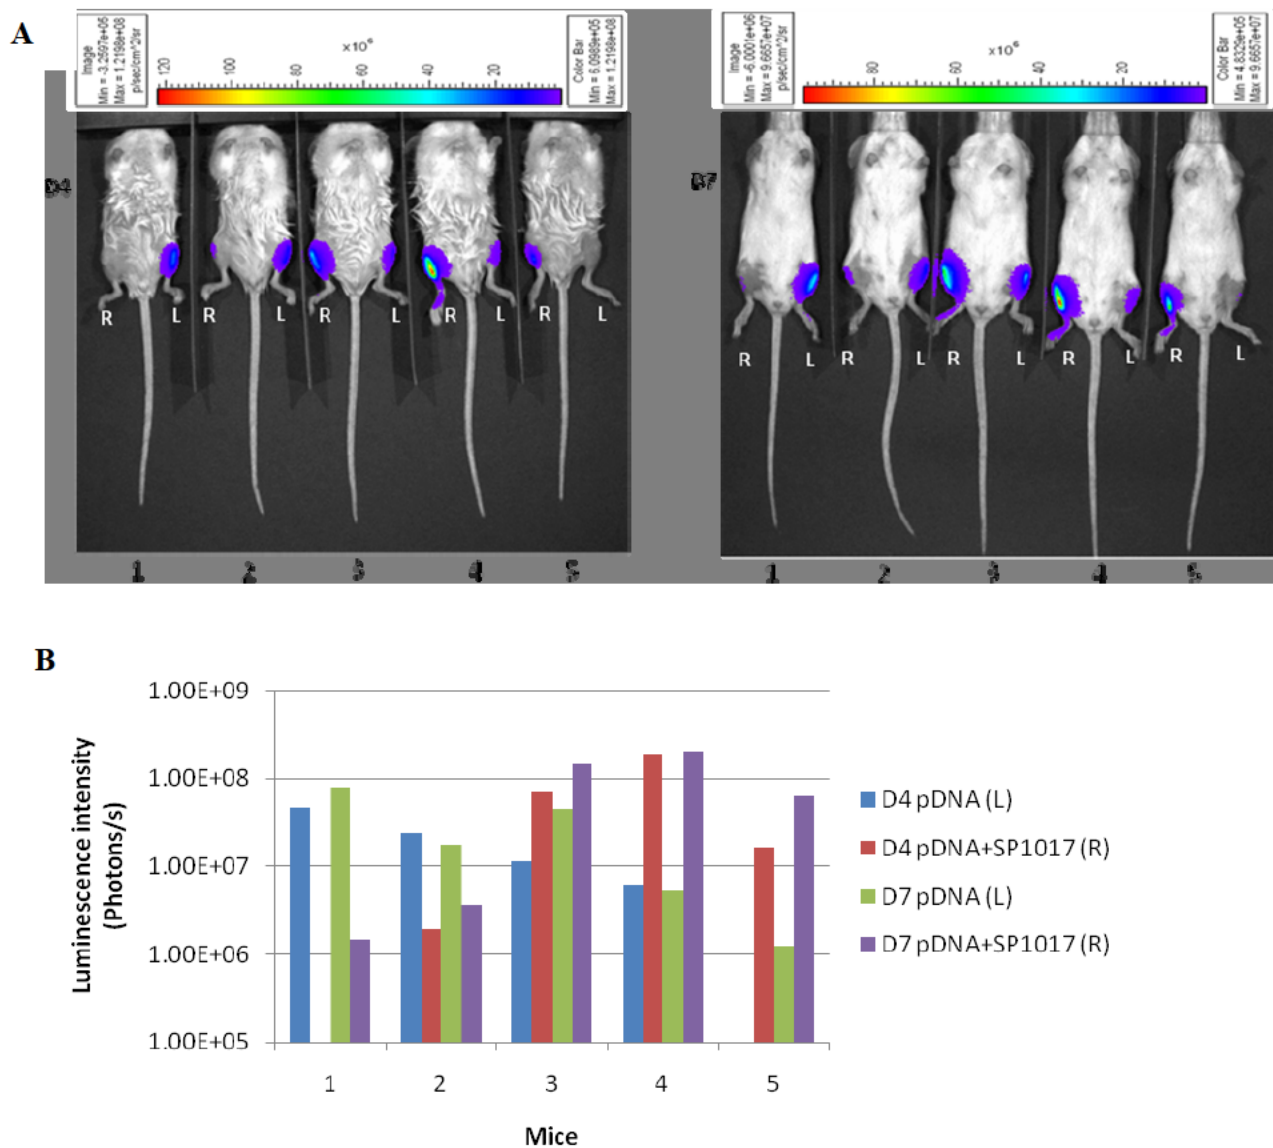 A
Image
Min = -3.2597e+05
Max = 1.2198e+08
p/sec/cm^2/sr
×10⁶
120 100 80 60 40 20
Color Bar
Min = 6.0989e+05
Max = 1.2198e+08
Image
Min = -6.0001e+06
Max = 9.6657e+07
p/sec/cm^2/sr
×10⁶
80 60 40 20
Color Bar
Min = 4.8329e+05
Max = 9.6657e+07
D4
D7
R L R L R L R L R L
R L R L R L R L R L
1 2 3 4 5
1 2 3 4 5
B
Luminescence intensity
(Photons/s)
1.00E+09
1.00E+08
1.00E+07
1.00E+06
1.00E+05
1 2 3 4 5
Mice
D4 pDNA (L)
D4 pDNA+SP1017 (R)
D7 pDNA (L)
D7 pDNA+SP1017 (R)